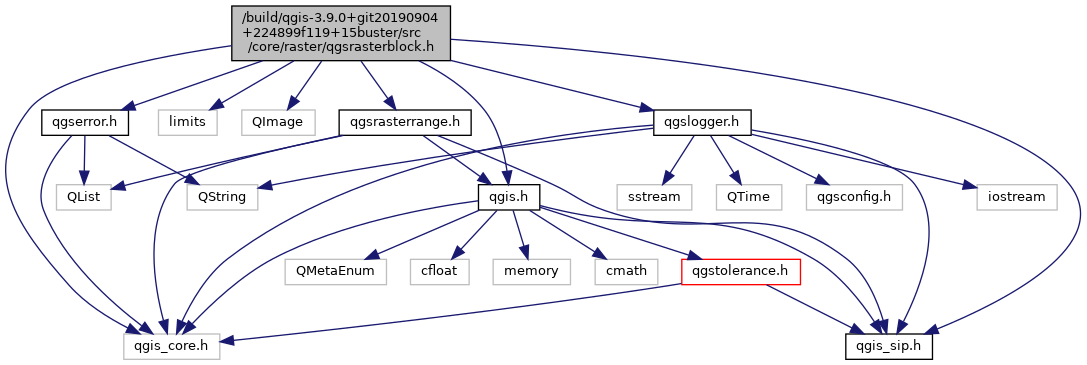 /build/qgis-3.9.0+git20190904
+224899f119+15buster/src
/core/raster/qgsrasterblock.h
qgserror.h
limits
QImage
qgsrasterrange.h
qgslogger.h
QList
QString
qgis.h
sstream
QTime
qgsconfig.h
iostream
QMetaEnum
cfloat
memory
cmath
qgstolerance.h
qgis_core.h
qgis_sip.h